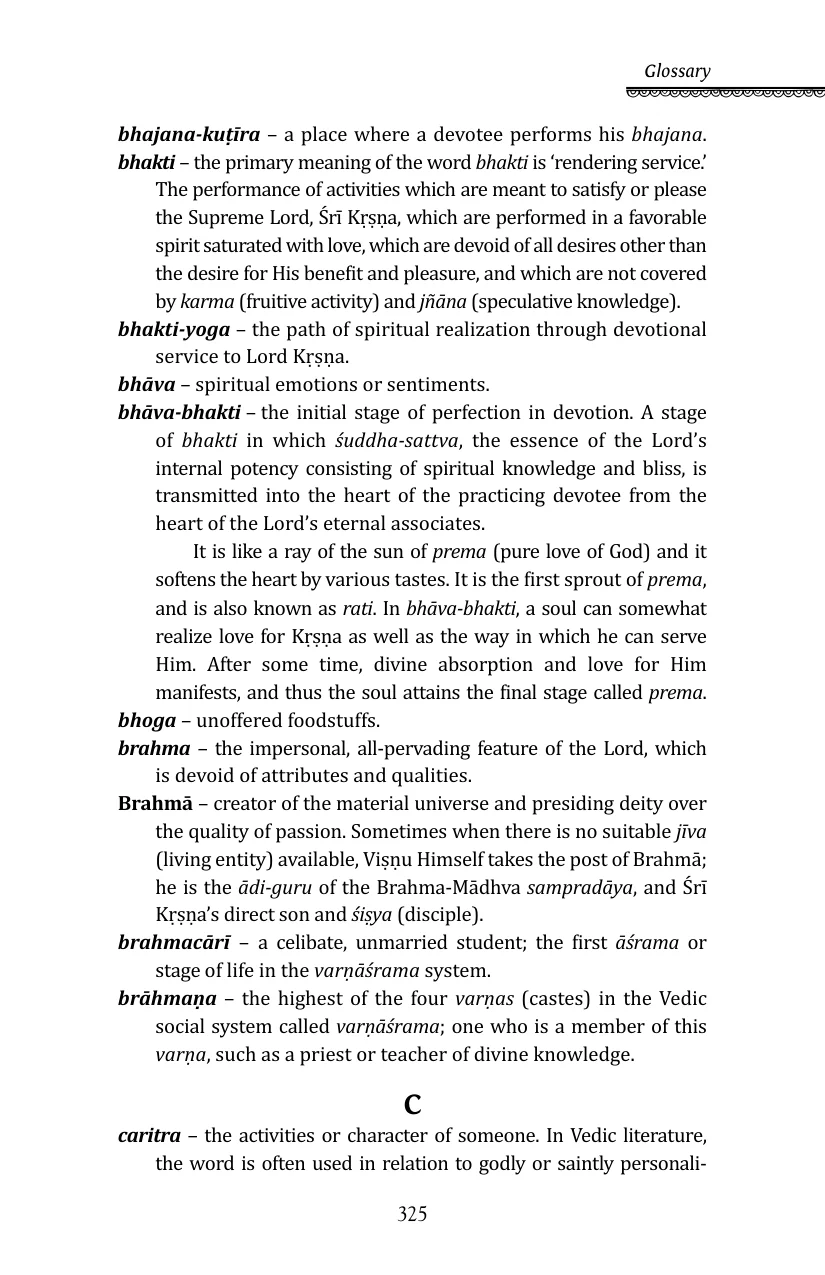 Glossary
bhajana-kuṭīra – a place where a devotee performs his bhajana.
bhakti – the primary meaning of the word bhakti is ‘rendering service.’
The performance of activities which are meant to satisfy or please
the Supreme Lord, Śrī Kṛṣṇa, which are performed in a favorable
spirit saturated with love, which are devoid of all desires other than
the desire for His benefit and pleasure, and which are not covered
by karma (fruitive activity) and jñāna (speculative knowledge).
bhakti-yoga – the path of spiritual realization through devotional
service to Lord Kṛṣṇa.
bhāva – spiritual emotions or sentiments.
bhāva-bhakti – the initial stage of perfection in devotion. A stage
of bhakti in which śuddha-sattva, the essence of the Lord’s
internal potency consisting of spiritual knowledge and bliss, is
transmitted into the heart of the practicing devotee from the
heart of the Lord’s eternal associates.
It is like a ray of the sun of prema (pure love of God) and it
softens the heart by various tastes. It is the first sprout of prema,
and is also known as rati. In bhāva-bhakti, a soul can somewhat
realize love for Kṛṣṇa as well as the way in which he can serve
Him. After some time, divine absorption and love for Him
manifests, and thus the soul attains the final stage called prema.
bhoga – unoffered foodstuffs.
brahma – the impersonal, all-pervading feature of the Lord, which
is devoid of attributes and qualities.
Brahmā – creator of the material universe and presiding deity over
the quality of passion. Sometimes when there is no suitable jīva
(living entity) available, Viṣṇu Himself takes the post of Brahmā;
he is the ādi-guru of the Brahma-Mādhva sampradāya, and Śrī
Kṛṣṇa’s direct son and śiṣya (disciple).
brahmacārī – a celibate, unmarried student; the first āśrama or
stage of life in the varṇāśrama system.
brāhmaṇa – the highest of the four varṇas (castes) in the Vedic
social system called varṇāśrama; one who is a member of this
varṇa, such as a priest or teacher of divine knowledge.
C
caritra – the activities or character of someone. In Vedic literature,
the word is often used in relation to godly or saintly personali-
325